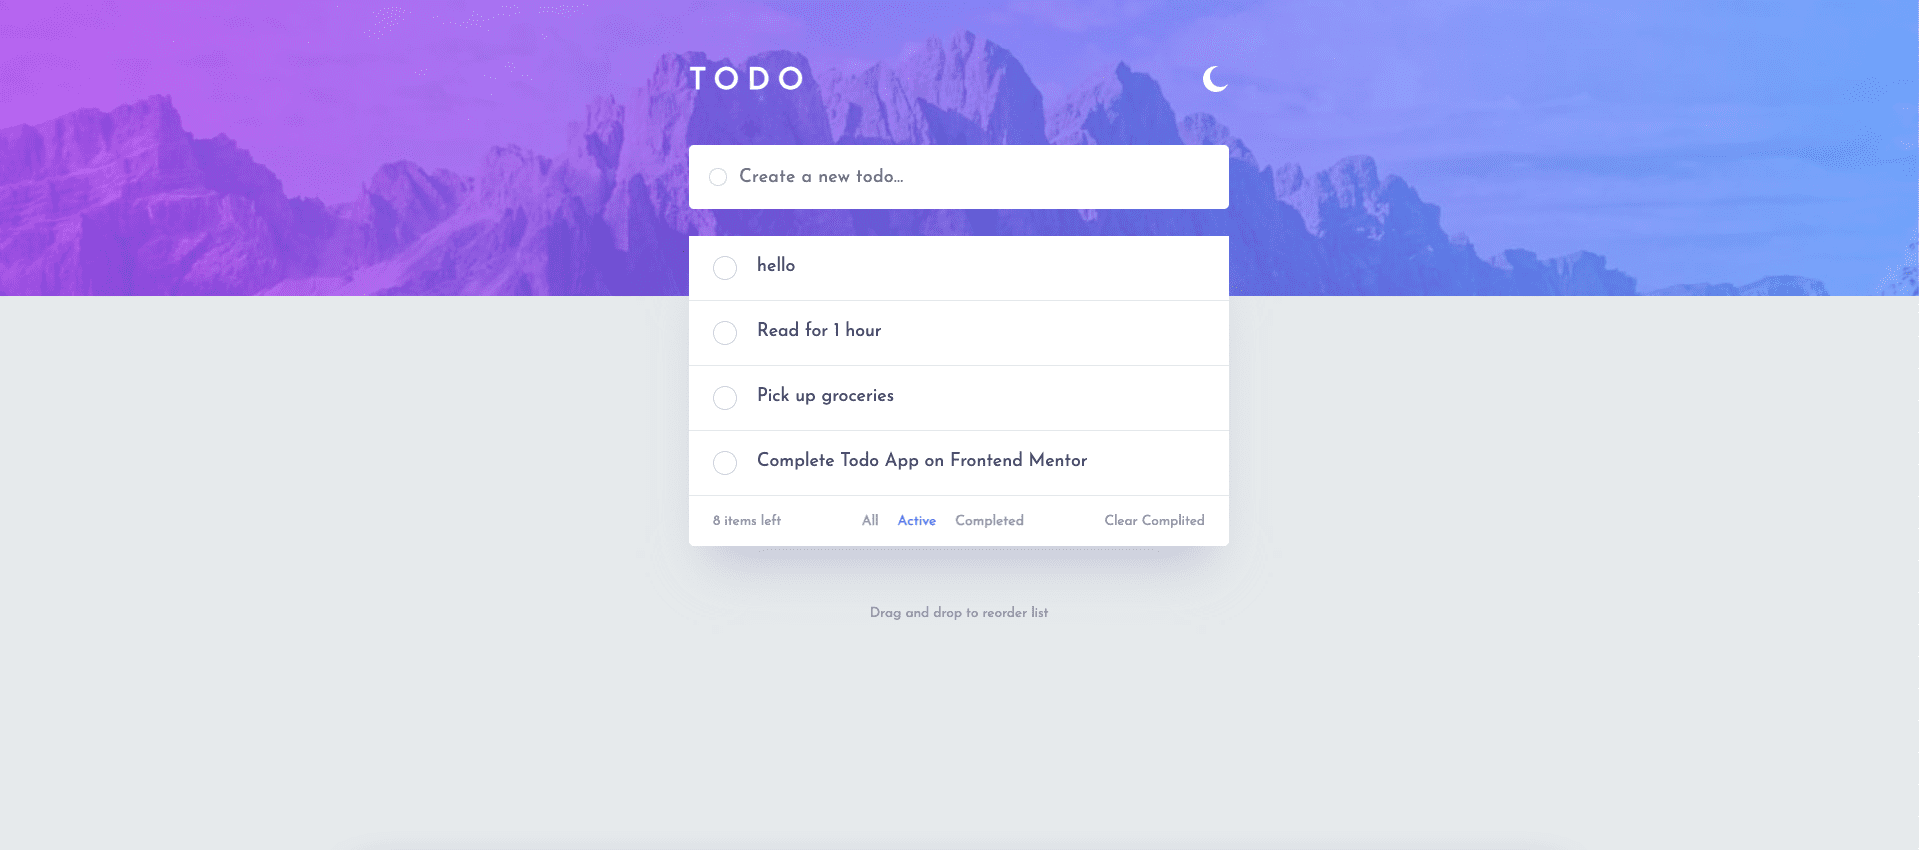 TODO
Create a new todo...
hello
Read for 1 hour
Pick up groceries
Complete Todo App on Frontend Mentor
8 items left All Active Completed Clear Complited
Drag and drop to reorder list